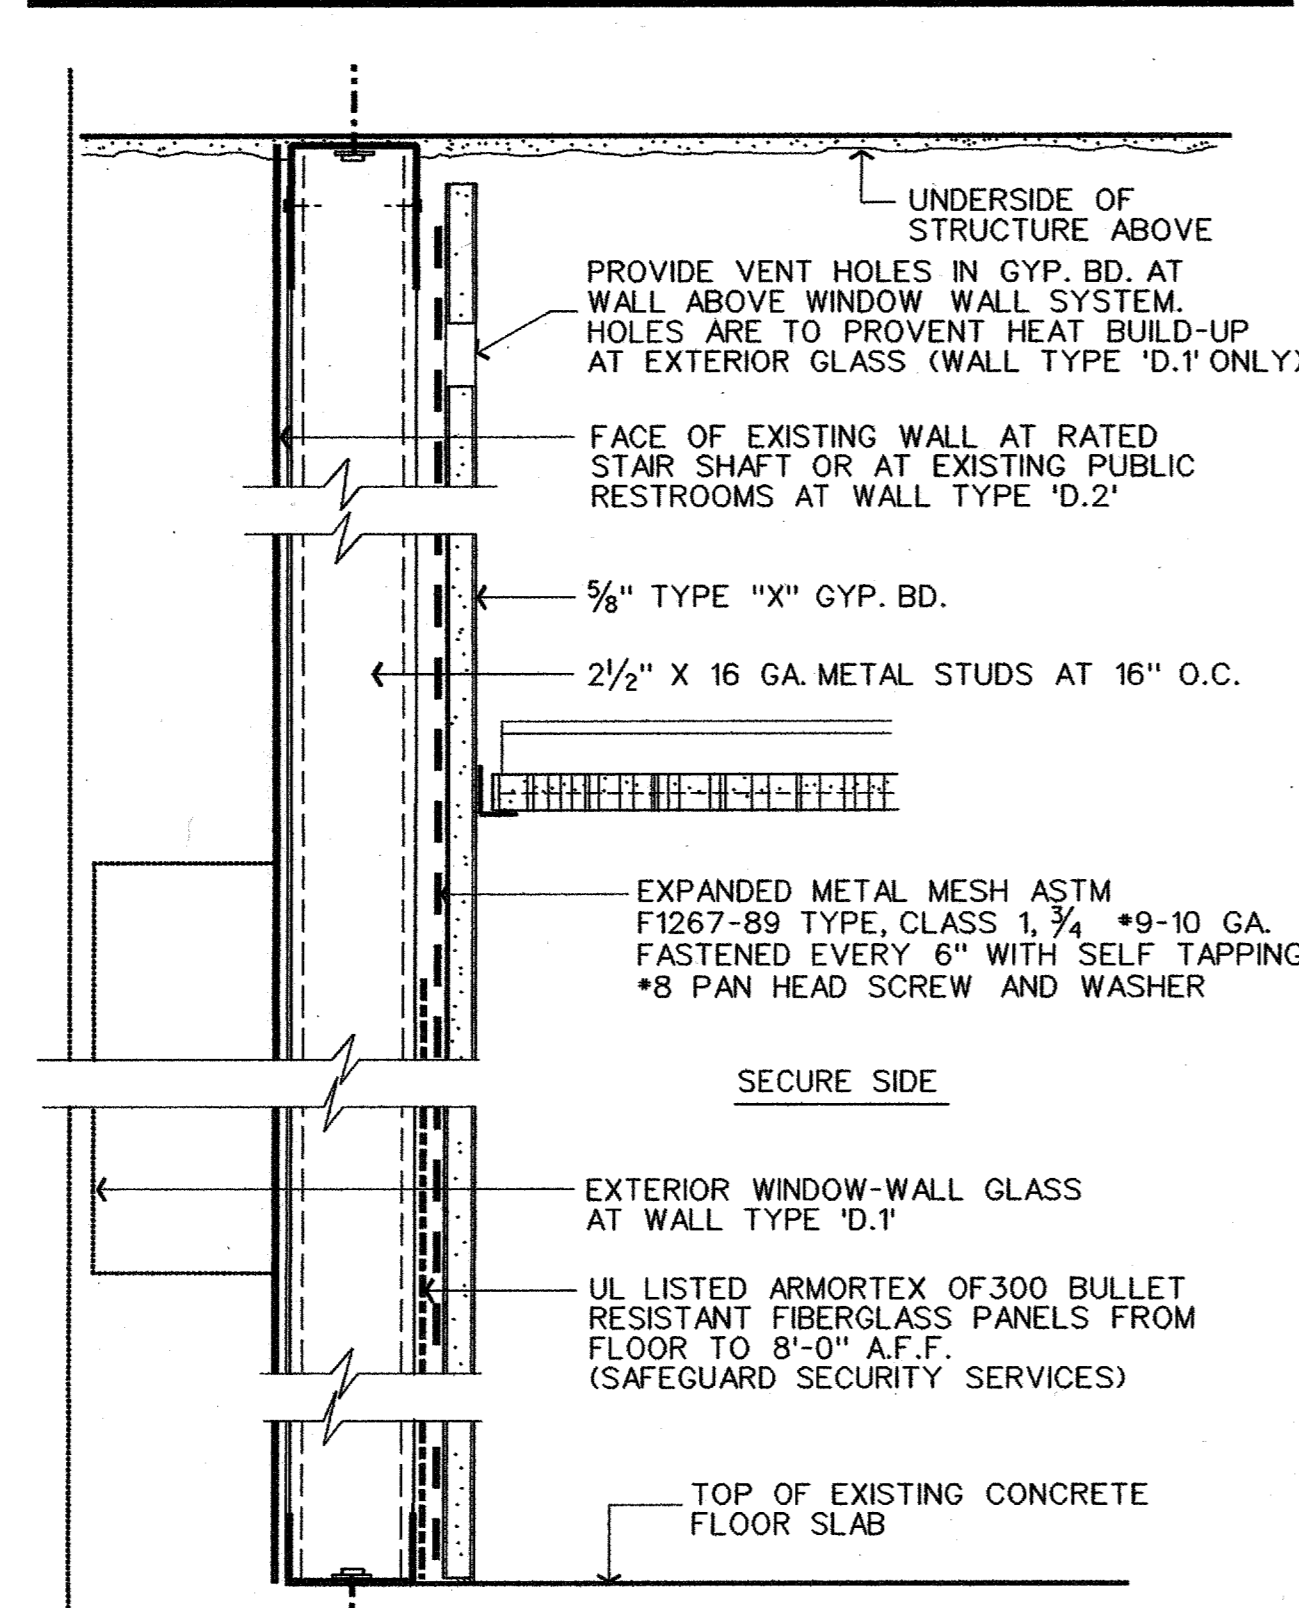 UNDERSIDE OF
STRUCTURE ABOVE
PROVIDE VENT HOLES IN GYP. BD. AT
WALL ABOVE WINDOW WALL SYSTEM.
HOLES ARE TO PROVENT HEAT BUILD-UP
AT EXTERIOR GLASS (WALL TYPE 'D.1' ONLY)
FACE OF EXISTING WALL AT RATED
STAIR SHAFT OR AT EXISTING PUBLIC
RESTROOMS AT WALL TYPE 'D.2'
5/8" TYPE "X" GYP. BD.
2 1/2" X 16 GA. METAL STUDS AT 16" O.C.
EXPANDED METAL MESH ASTM
F1267-89 TYPE, CLASS 1, 3/4 #9-10 GA.
FASTENED EVERY 6" WITH SELF TAPPING
#8 PAN HEAD SCREW AND WASHER
SECURE SIDE
EXTERIOR WINDOW-WALL GLASS
AT WALL TYPE 'D.1'
UL LISTED ARMORTEX OF300 BULLET
RESISTANT FIBERGLASS PANELS FROM
FLOOR TO 8'-0" A.F.F.
(SAFEGUARD SECURITY SERVICES)
TOP OF EXISTING CONCRETE
FLOOR SLAB